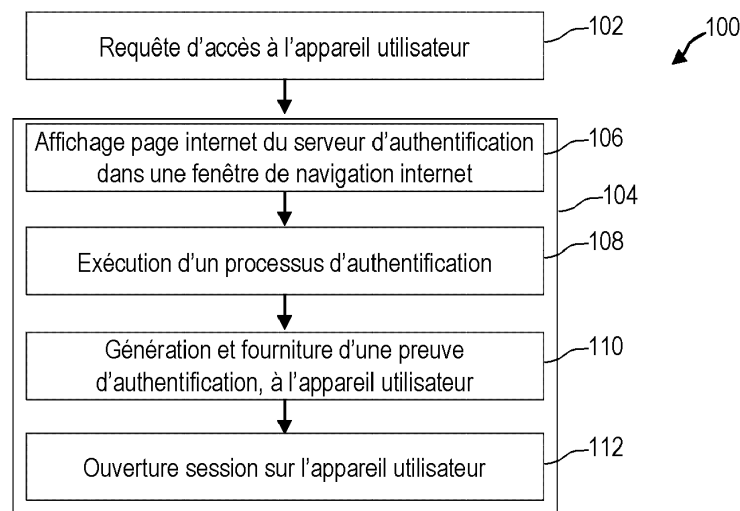 Requête d'accès à l'appareil utilisateur
102
100
Affichage page internet du serveur d'authentification
dans une fenêtre de navigation internet
106
104
Exécution d'un processus d'authentification
108
Génération et fourniture d'une preuve
d'authentification, à l'appareil utilisateur
110
Ouverture session sur l'appareil utilisateur
112